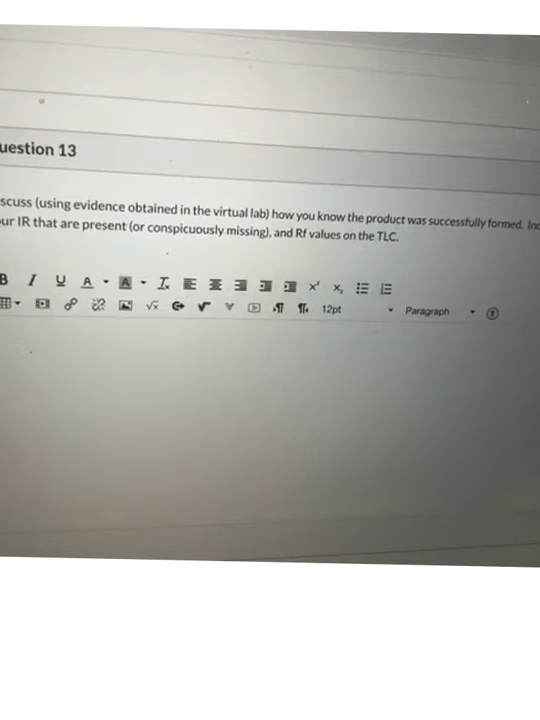 uestion 13
scuss (using evidence obtained in the virtual lab) how you know the product was successfully formed. Inc
ur IR that are present (or conspicuously missing), and Rf values on the TLC.
B I U A A
12pt Paragraph